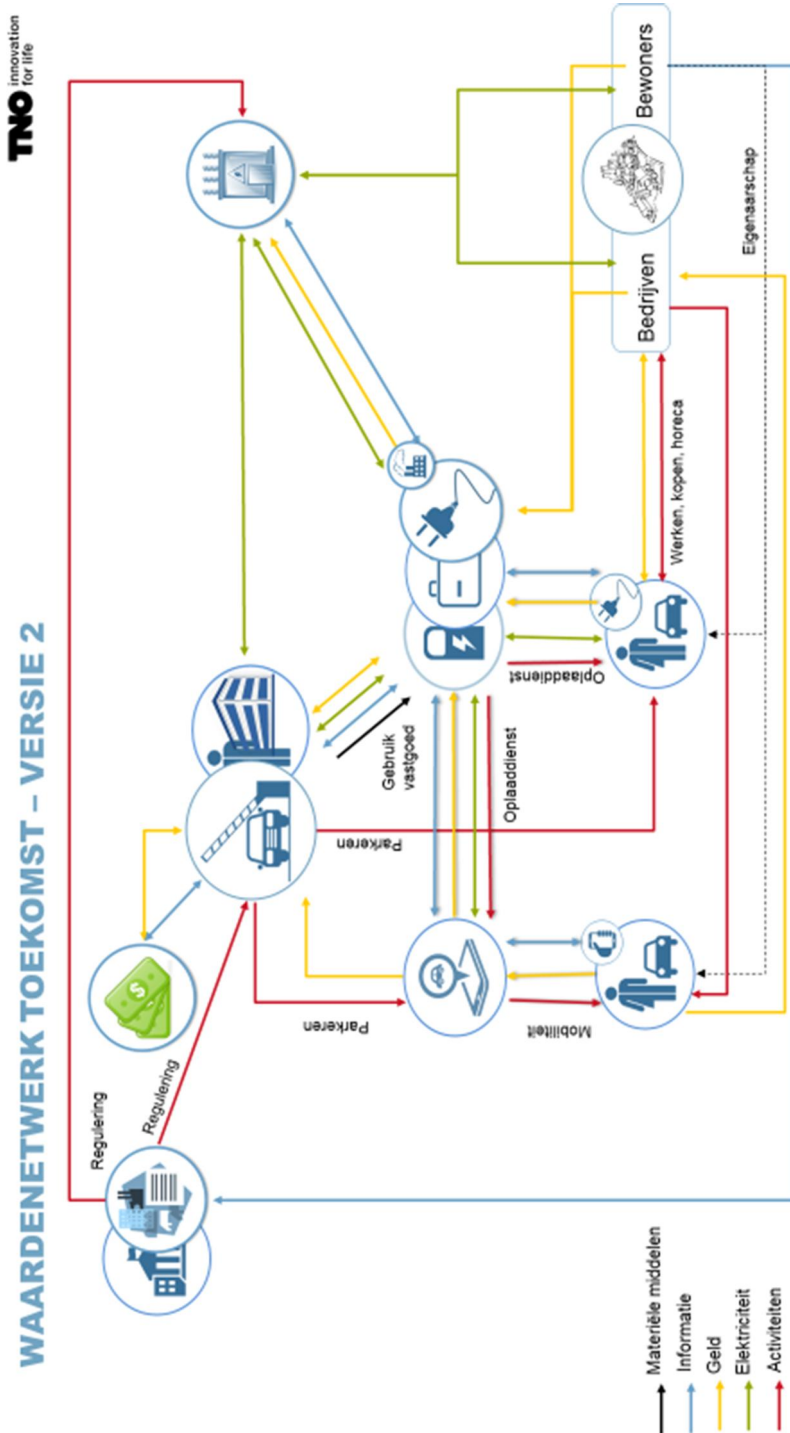 WAARDENETWERK TOEKOMST – VERSIE 2
TNO innovation
for life
Regulering
Regulering
$
Parkeren
Parkeren
Gebruik
vastgoed
Oplaaddienst
Oplaaddienst
Mobiliteit
Werken, kopen, horeca
Bedrijven
Bewoners
Eigenaarschap
Materiële middelen
Informatie
Geld
Elektriciteit
Activiteiten